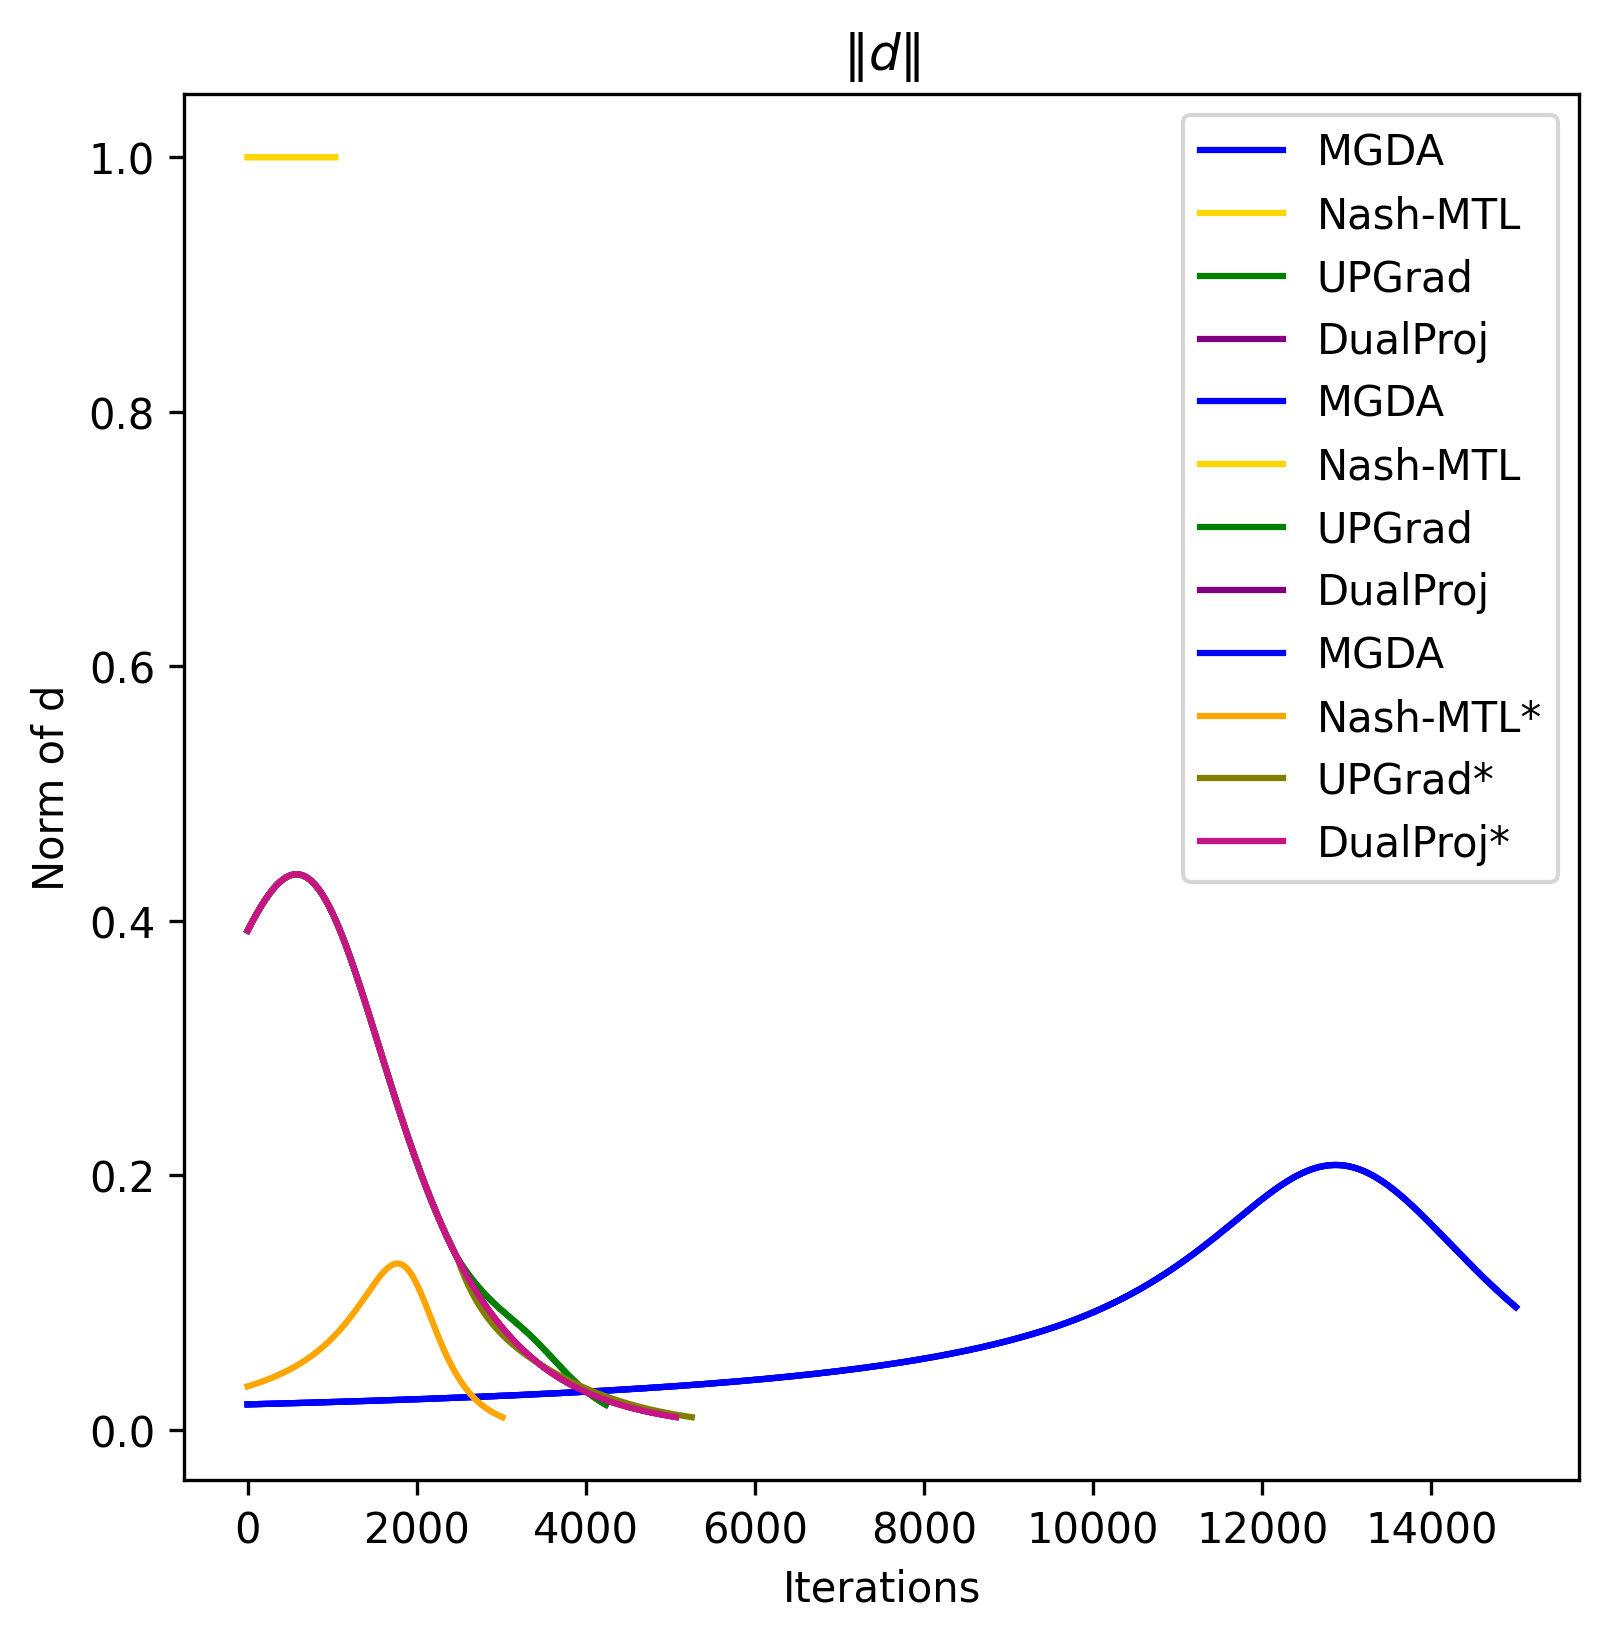 ‖d‖
1.0
0.8
0.6
0.4
0.2
0.0
Norm of d
MGDA
Nash-MTL
UPGrad
DualProj
MGDA
Nash-MTL
UPGrad
DualProj
MGDA
Nash-MTL*
UPGrad*
DualProj*
0 2000 4000 6000 8000 10000 12000 14000
Iterations